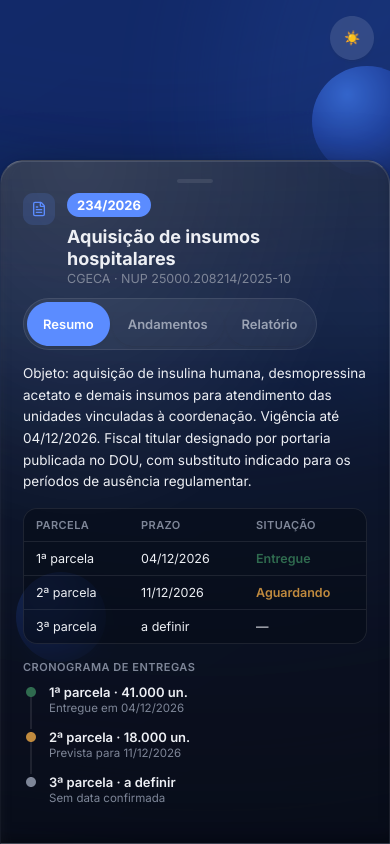 234/2026
Aquisição de insumos
hospitalares
CGECA · NUP 25000.208214/2025-10
Resumo Andamentos Relatório
Objeto: aquisição de insulina humana, desmopressina
acetato e demais insumos para atendimento das
unidades vinculadas à coordenação. Vigência até
04/12/2026. Fiscal titular designado por portaria
publicada no DOU, com substituto indicado para os
períodos de ausência regulamentar.
PARCELA PRAZO SITUAÇÃO
1ª parcela 04/12/2026 Entregue
2ª parcela 11/12/2026 Aguardando
3ª parcela a definir —
CRONOGRAMA DE ENTREGAS
1ª parcela · 41.000 un.
Entregue em 04/12/2026
2ª parcela · 18.000 un.
Prevista para 11/12/2026
3ª parcela · a definir
Sem data confirmada